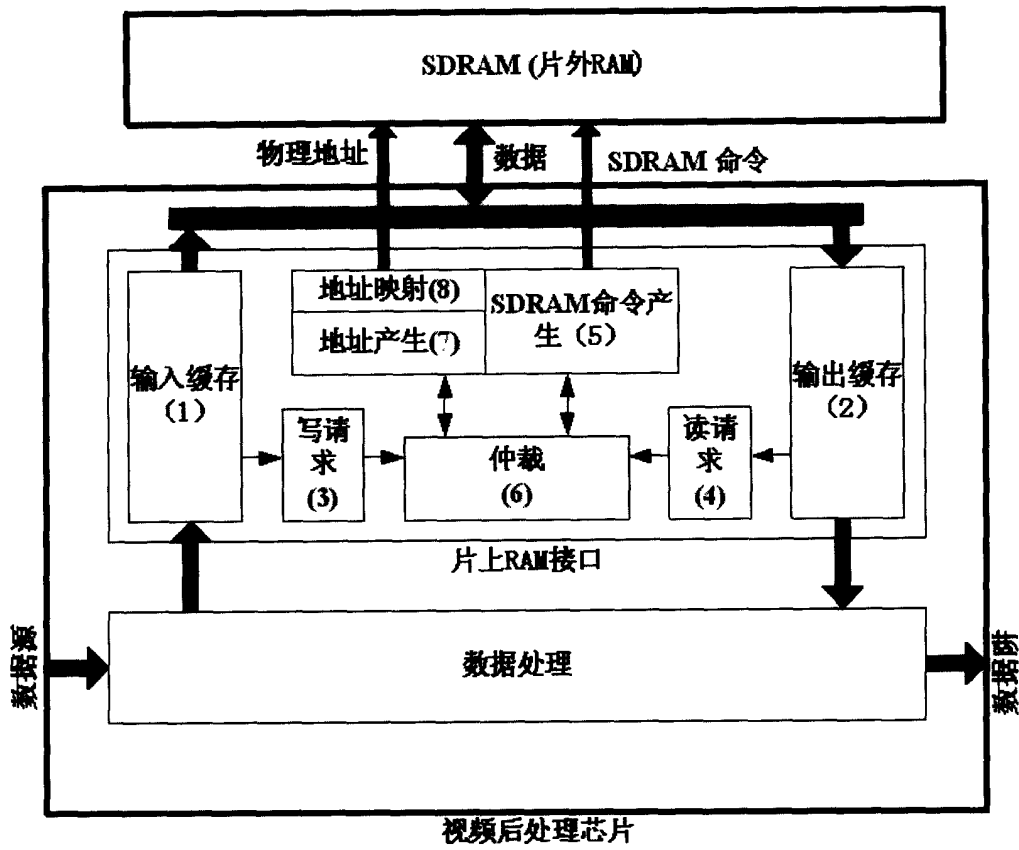 SDRAM (片外RAM)
物理地址
数据
SDRAM 命令
地址映射(8)
地址产生(7)
SDRAM命令产
生（5）
输入缓存
（1）
输出缓存
（2）
写请
求
(3)
仲裁
(6)
读请
求
(4)
片上RAM接口
数据源
数据处理
数据阱
视频后处理芯片